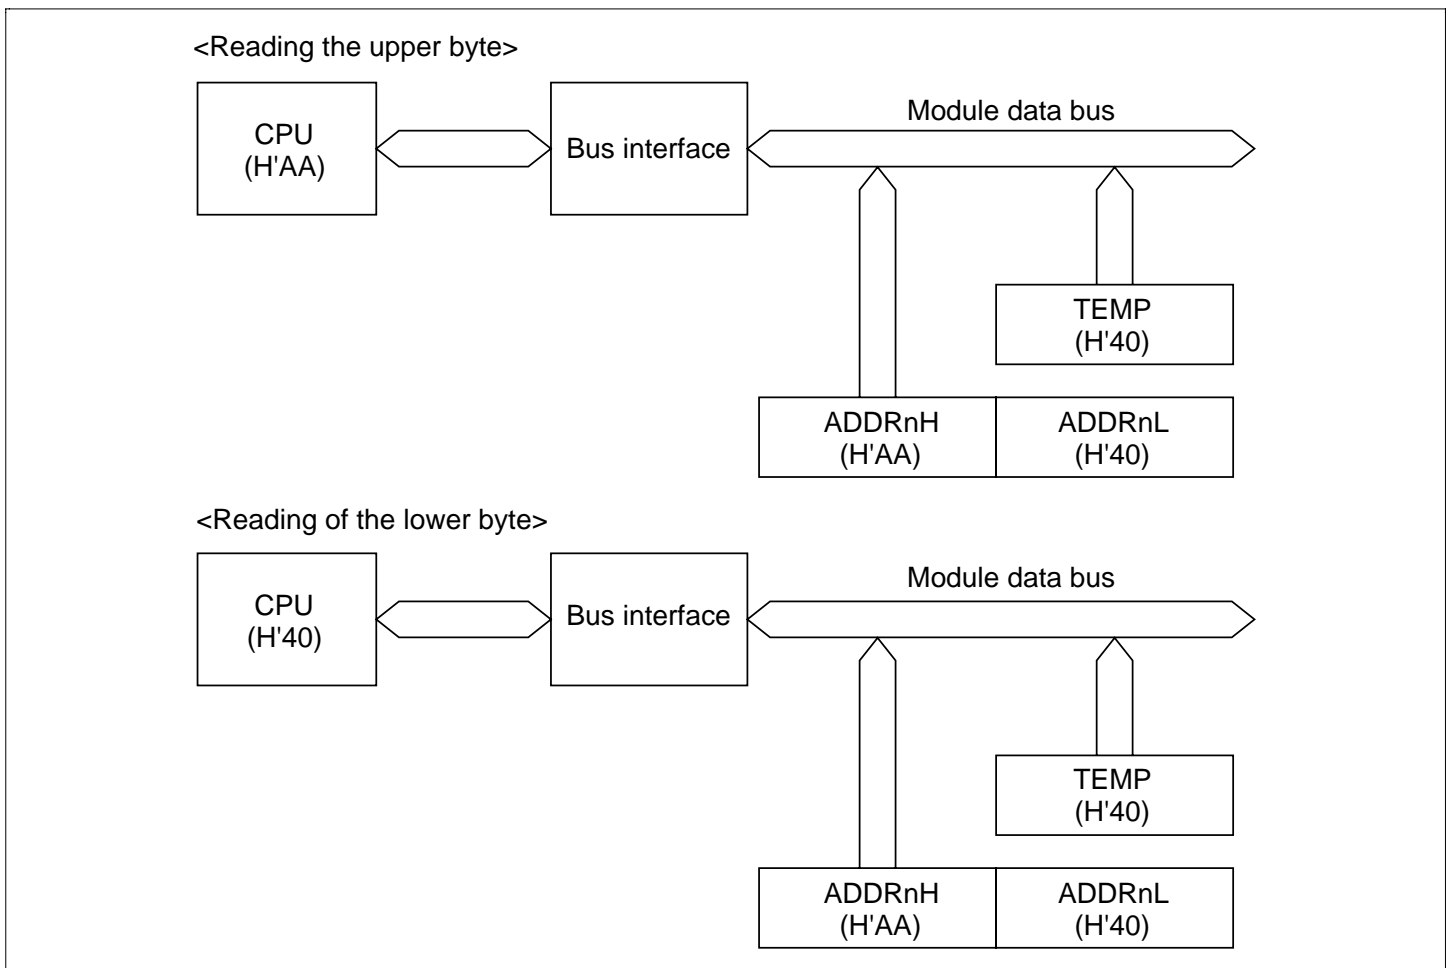 <Reading the upper byte>
Module data bus
CPU
(H'AA)
Bus interface
TEMP
(H'40)
ADDRnH
(H'AA)
ADDRnL
(H'40)
<Reading of the lower byte>
Module data bus
CPU
(H'40)
Bus interface
TEMP
(H'40)
ADDRnH
(H'AA)
ADDRnL
(H'40)